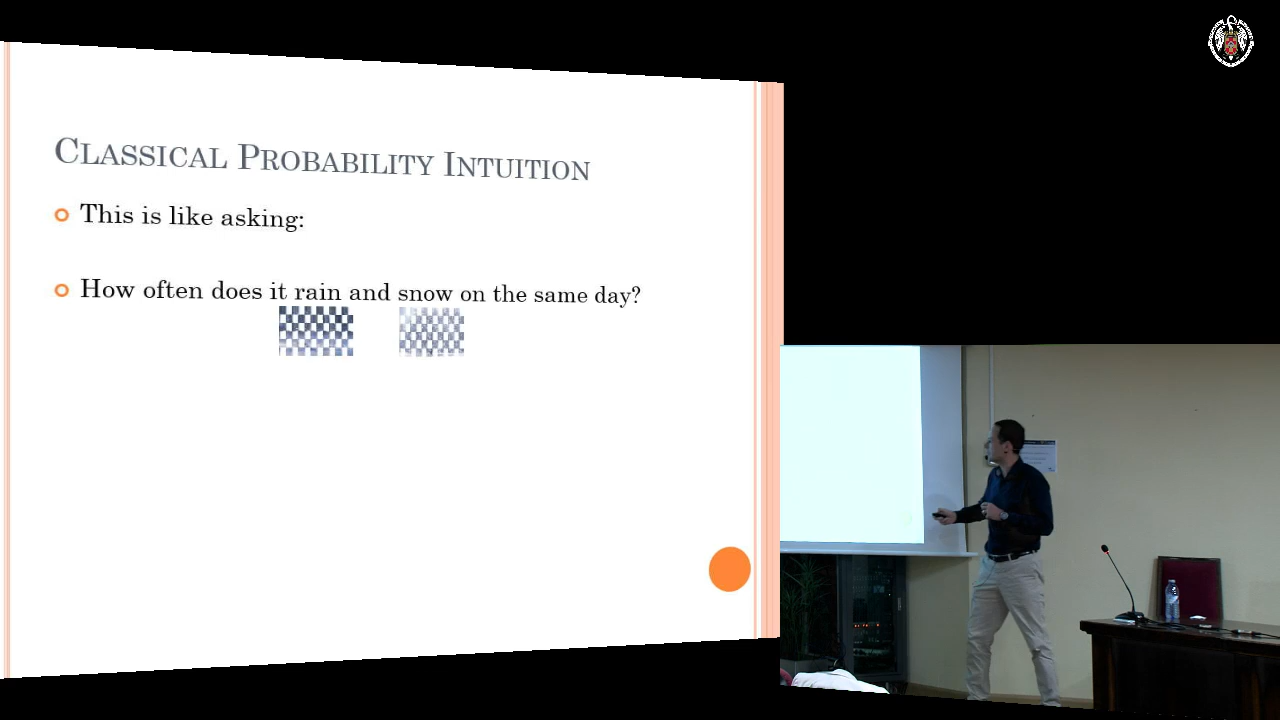 CLASSICAL PROBABILITY INTUITION
This is like asking:
How often does it rain and snow on the same day?